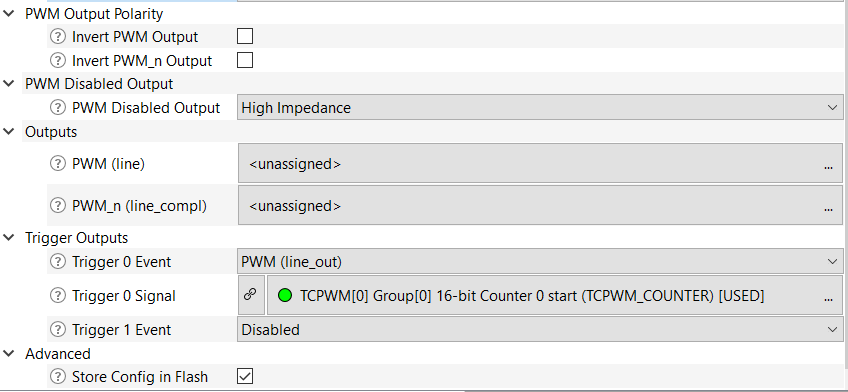 PWM Output Polarity
Invert PWM Output
Invert PWM_n Output
PWM Disabled Output
PWM Disabled Output High Impedance
Outputs
PWM (line) <unassigned> ...
PWM_n (line_compl) <unassigned> ...
Trigger Outputs
Trigger 0 Event PWM (line_out)
Trigger 0 Signal TCPWM[0] Group[0] 16-bit Counter 0 start (TCPWM_COUNTER) [USED] ...
Trigger 1 Event Disabled
Advanced
Store Config in Flash